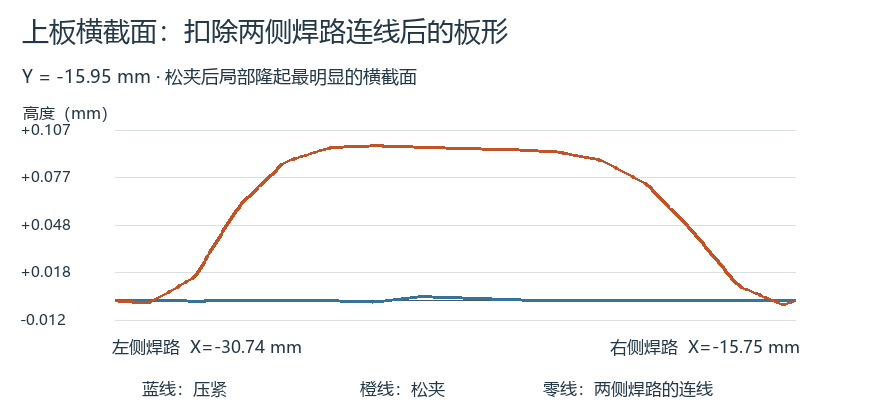 上板横截面：扣除两侧焊路连线后的板形
Y = -15.95 mm · 松夹后局部隆起最明显的横截面
高度（mm）
+0.107
+0.077
+0.048
+0.018
-0.012
左侧焊路 X=-30.74 mm 右侧焊路 X=-15.75 mm
蓝线：压紧 橙线：松夹 零线：两侧焊路的连线